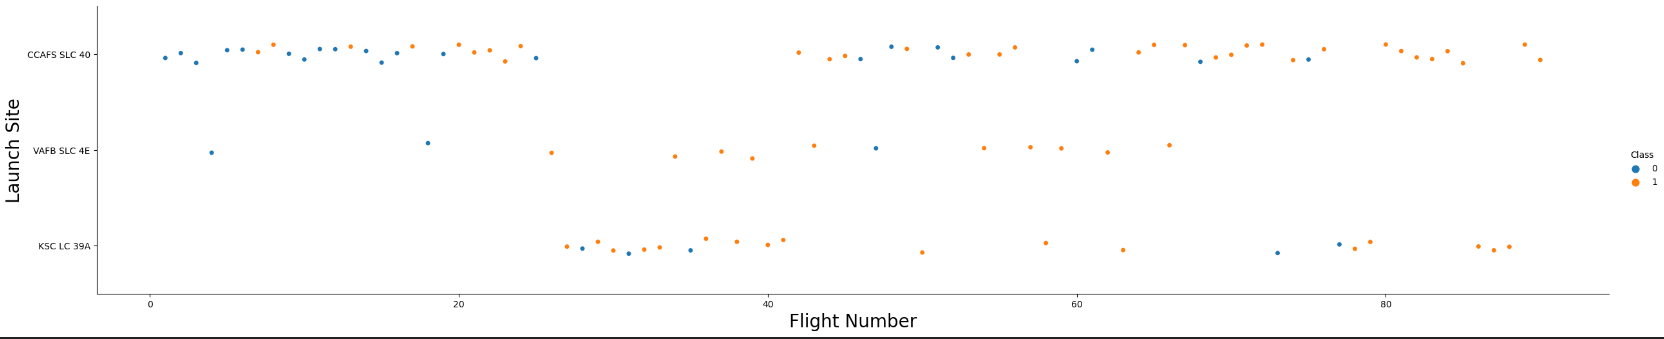 CCAFS SLC 40
VAFB SLC 4E
KSC LC 39A
Launch Site
0 20 40 60 80
Flight Number
Class
0
1